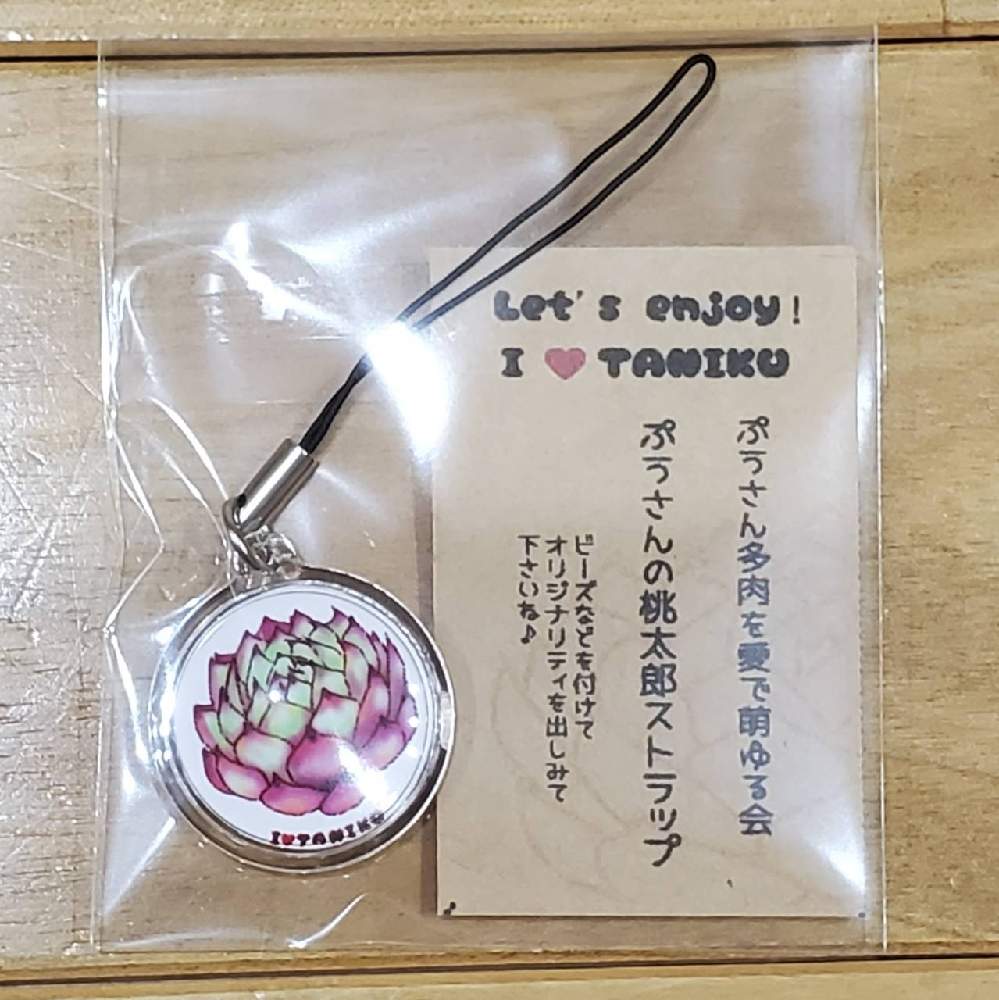 Let's enjoy!
I ♥ TANIKU
ぷぅさん多肉を愛で萌ゆる会
ぷぅさんの桃太郎ストラップ
ビーズなどを付けて
オリジナリティを出しみて
下さいね♪
I♥TANIKU